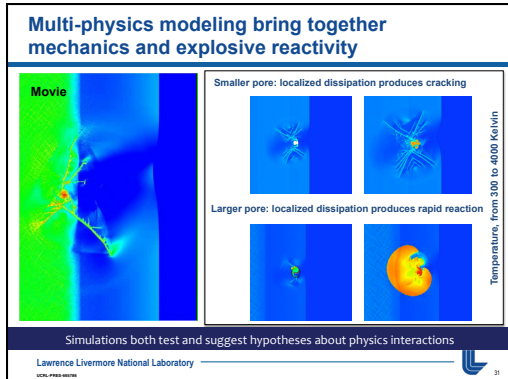 Multi-physics modeling bring together
mechanics and explosive reactivity
Movie
Smaller pore: localized dissipation produces cracking
Larger pore: localized dissipation produces rapid reaction
Temperature, from 300 to 4000 Kelvin
Simulations both test and suggest hypotheses about physics interactions
Lawrence Livermore National Laboratory
31